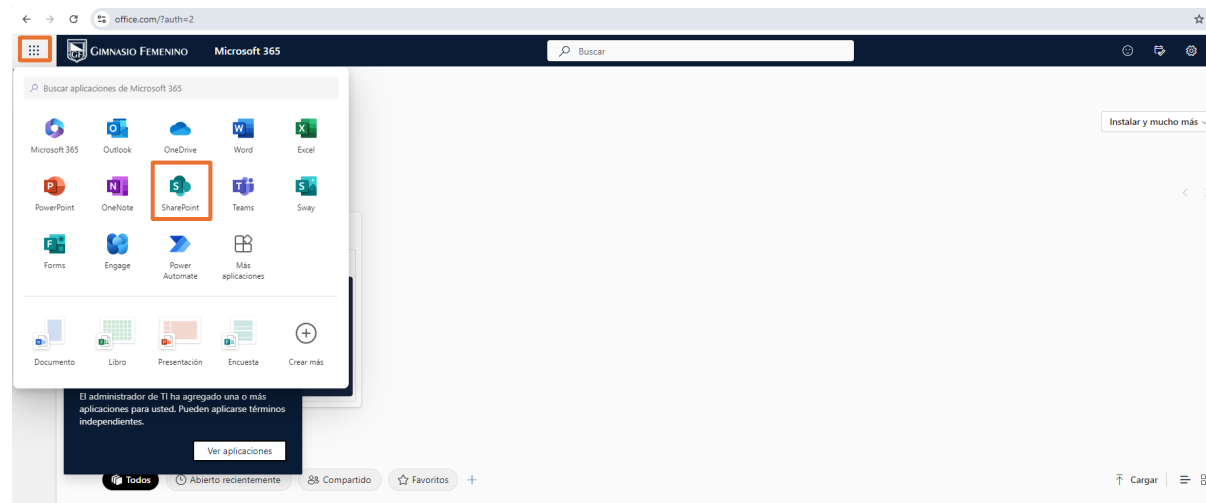 office.com/?auth=2
GIMNASIO FEMENINO Microsoft 365 Buscar
Buscar aplicaciones de Microsoft 365
Instalar y mucho más
Microsoft 365 Outlook OneDrive Word Excel
PowerPoint OneNote SharePoint Teams Sway
Forms Engage Power Automate Más aplicaciones
Documento Libro Presentación Encuesta Crear más
El administrador de TI ha agregado una o más
aplicaciones para usted. Pueden aplicarse términos
independientes.
Ver aplicaciones
Todos Abierto recientemente Compartido Favoritos + Cargar